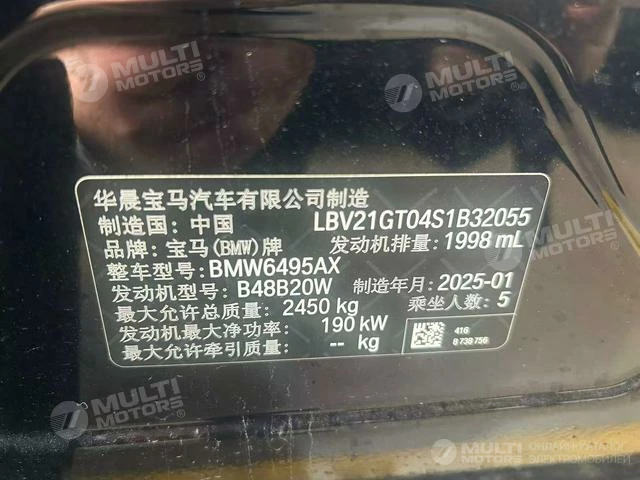 MULTI MOTORS®
MULTI MOTORS®
华晨宝马汽车有限公司制造
制造国：中国 LBV21GT04S1B32055
品牌：宝马(BMW)牌 发动机排量：1998 mL
整车型号：BMW6495AX
发动机型号：B48B20W 制造年月：2025-01
最大允许总质量：2450 kg 乘坐人数：5
发动机最大净功率：190 kW
最大允许牵引质量：-- kg
416
8 739 756
MULTI MOTORS®
MULTI MOTORS®
MULTI MOTORS
ЭЛЕКТРОМОБИЛЕЙ